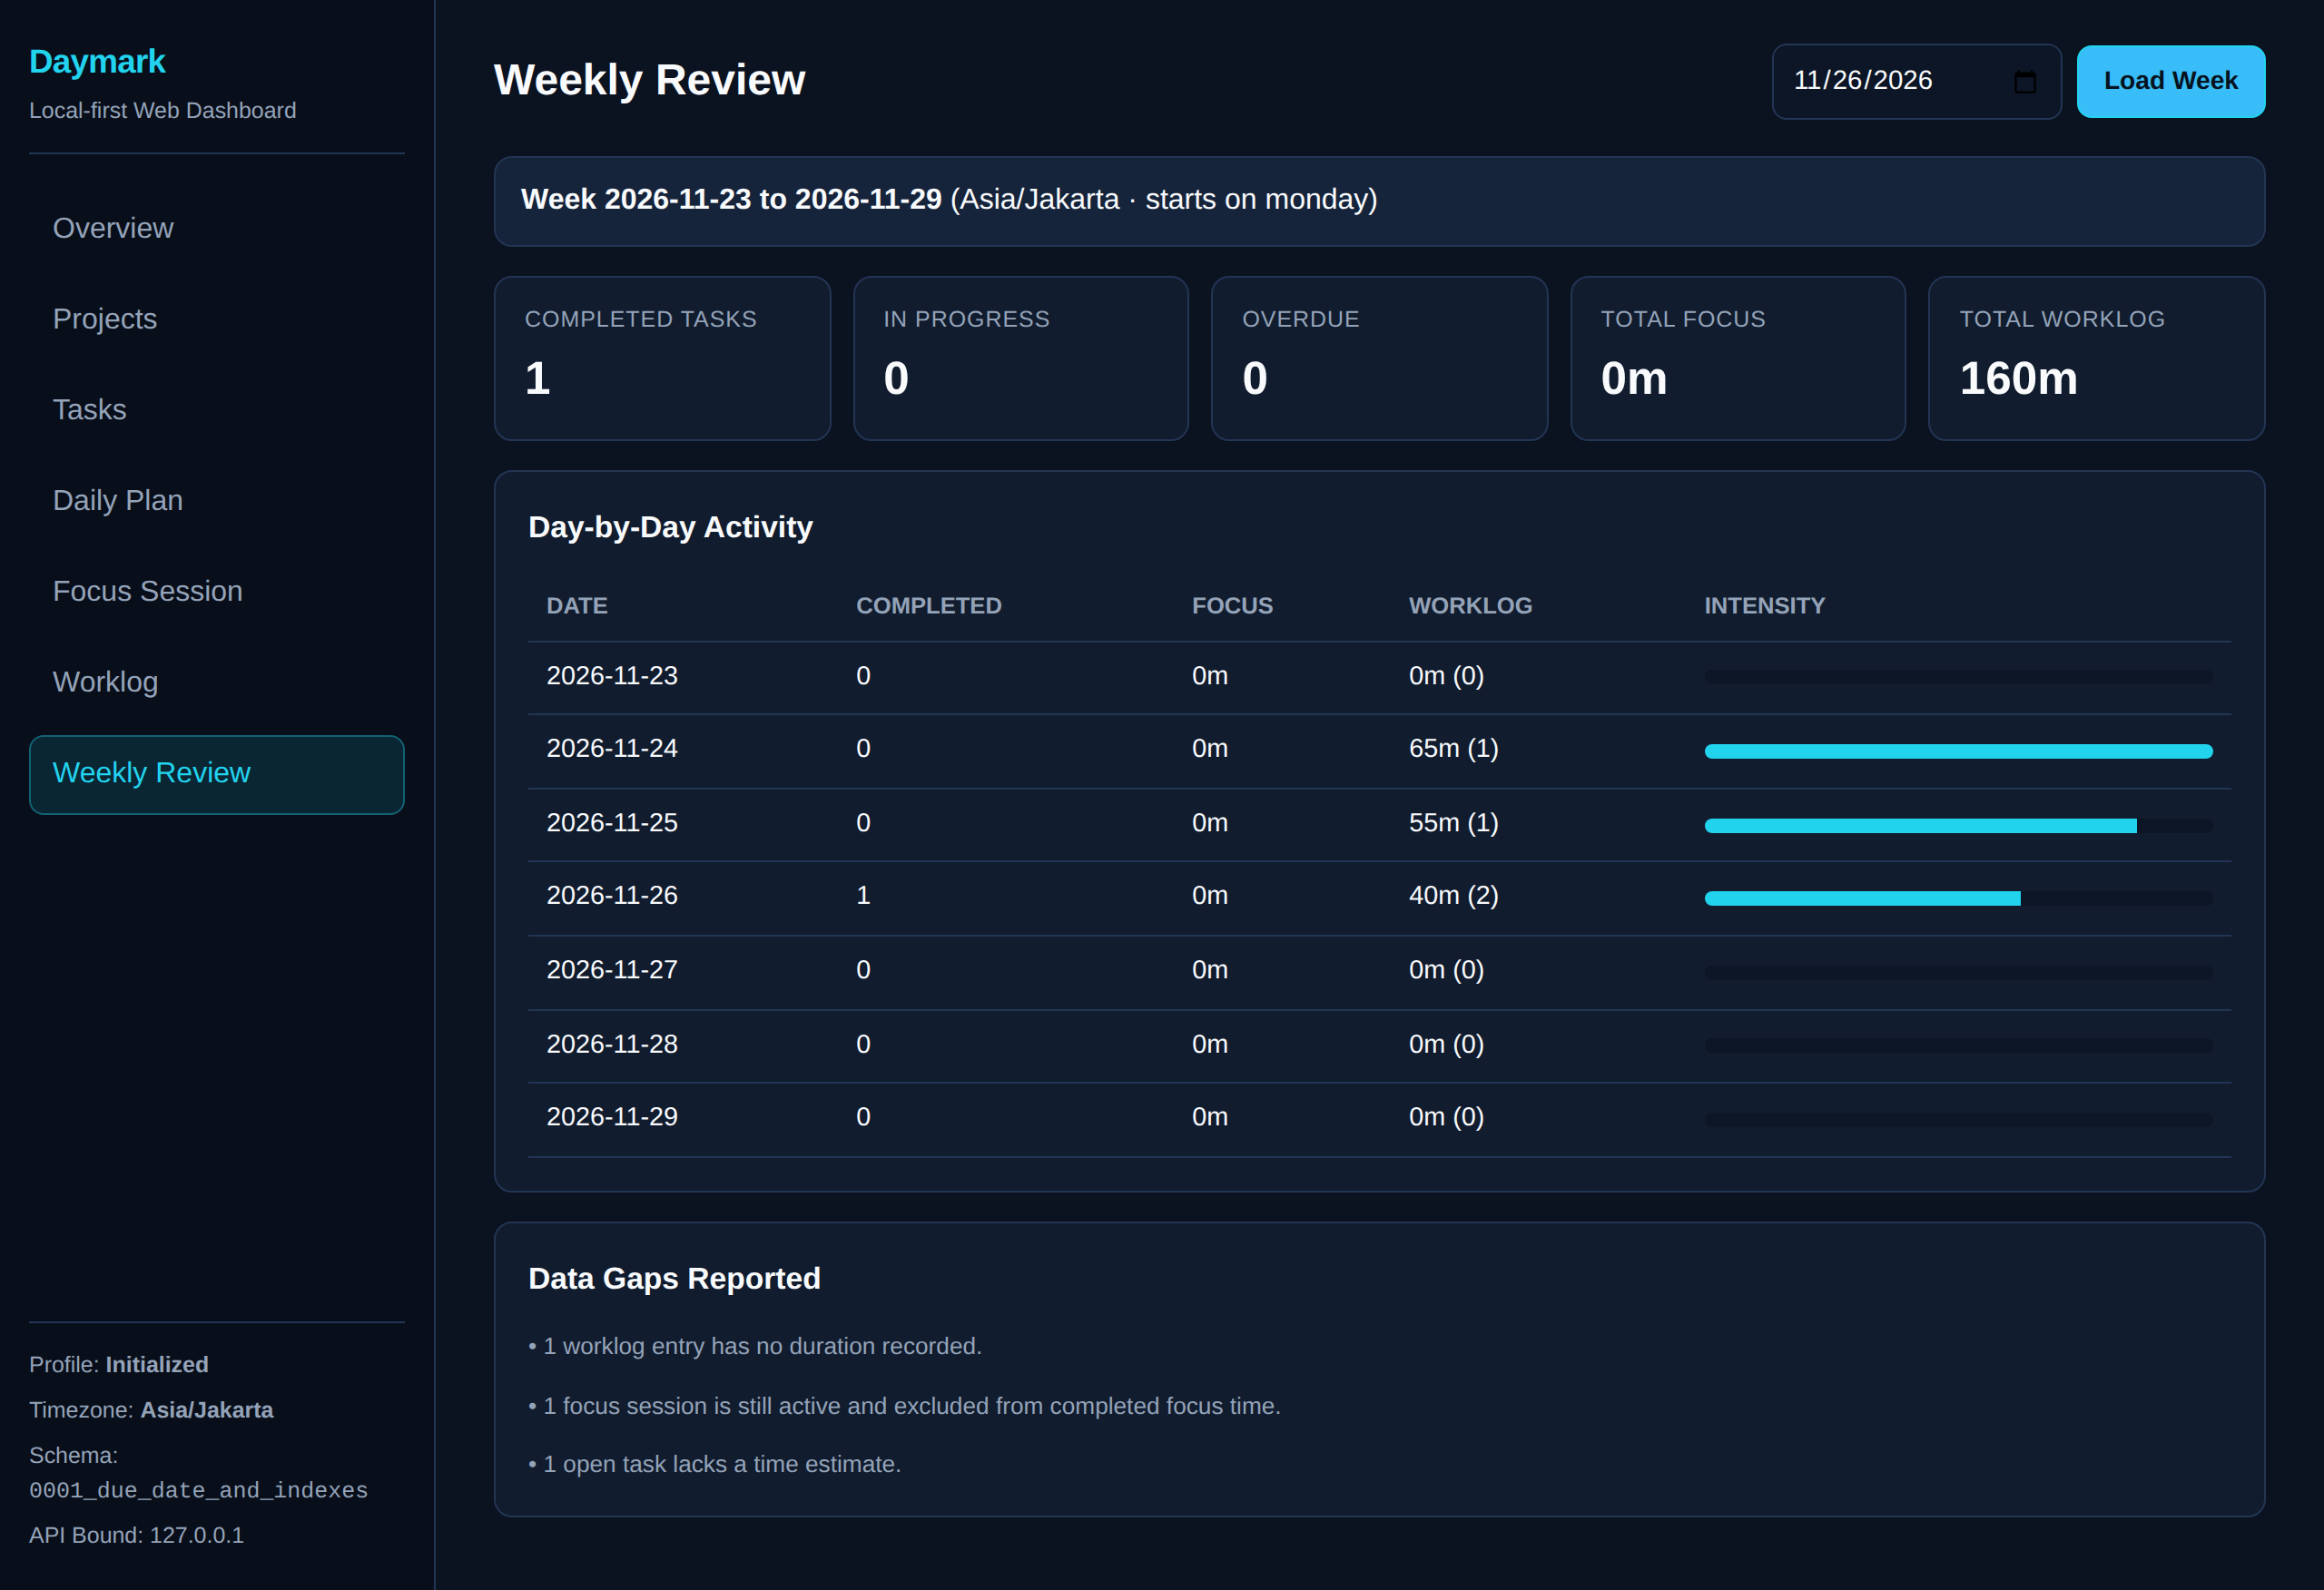 Daymark
Local-first Web Dashboard
Overview
Projects
Tasks
Daily Plan
Focus Session
Worklog
Weekly Review
Profile: Initialized
Timezone: Asia/Jakarta
Schema:
0001_due_date_and_indexes
API Bound: 127.0.0.1
Weekly Review
11/26/2026
Load Week
Week 2026-11-23 to 2026-11-29 (Asia/Jakarta · starts on monday)
COMPLETED TASKS
1
IN PROGRESS
0
OVERDUE
0
TOTAL FOCUS
0m
TOTAL WORKLOG
160m
Day-by-Day Activity
DATE COMPLETED FOCUS WORKLOG INTENSITY
2026-11-23 0 0m 0m (0)
2026-11-24 0 0m 65m (1)
2026-11-25 0 0m 55m (1)
2026-11-26 1 0m 40m (2)
2026-11-27 0 0m 0m (0)
2026-11-28 0 0m 0m (0)
2026-11-29 0 0m 0m (0)
Data Gaps Reported
• 1 worklog entry has no duration recorded.
• 1 focus session is still active and excluded from completed focus time.
• 1 open task lacks a time estimate.